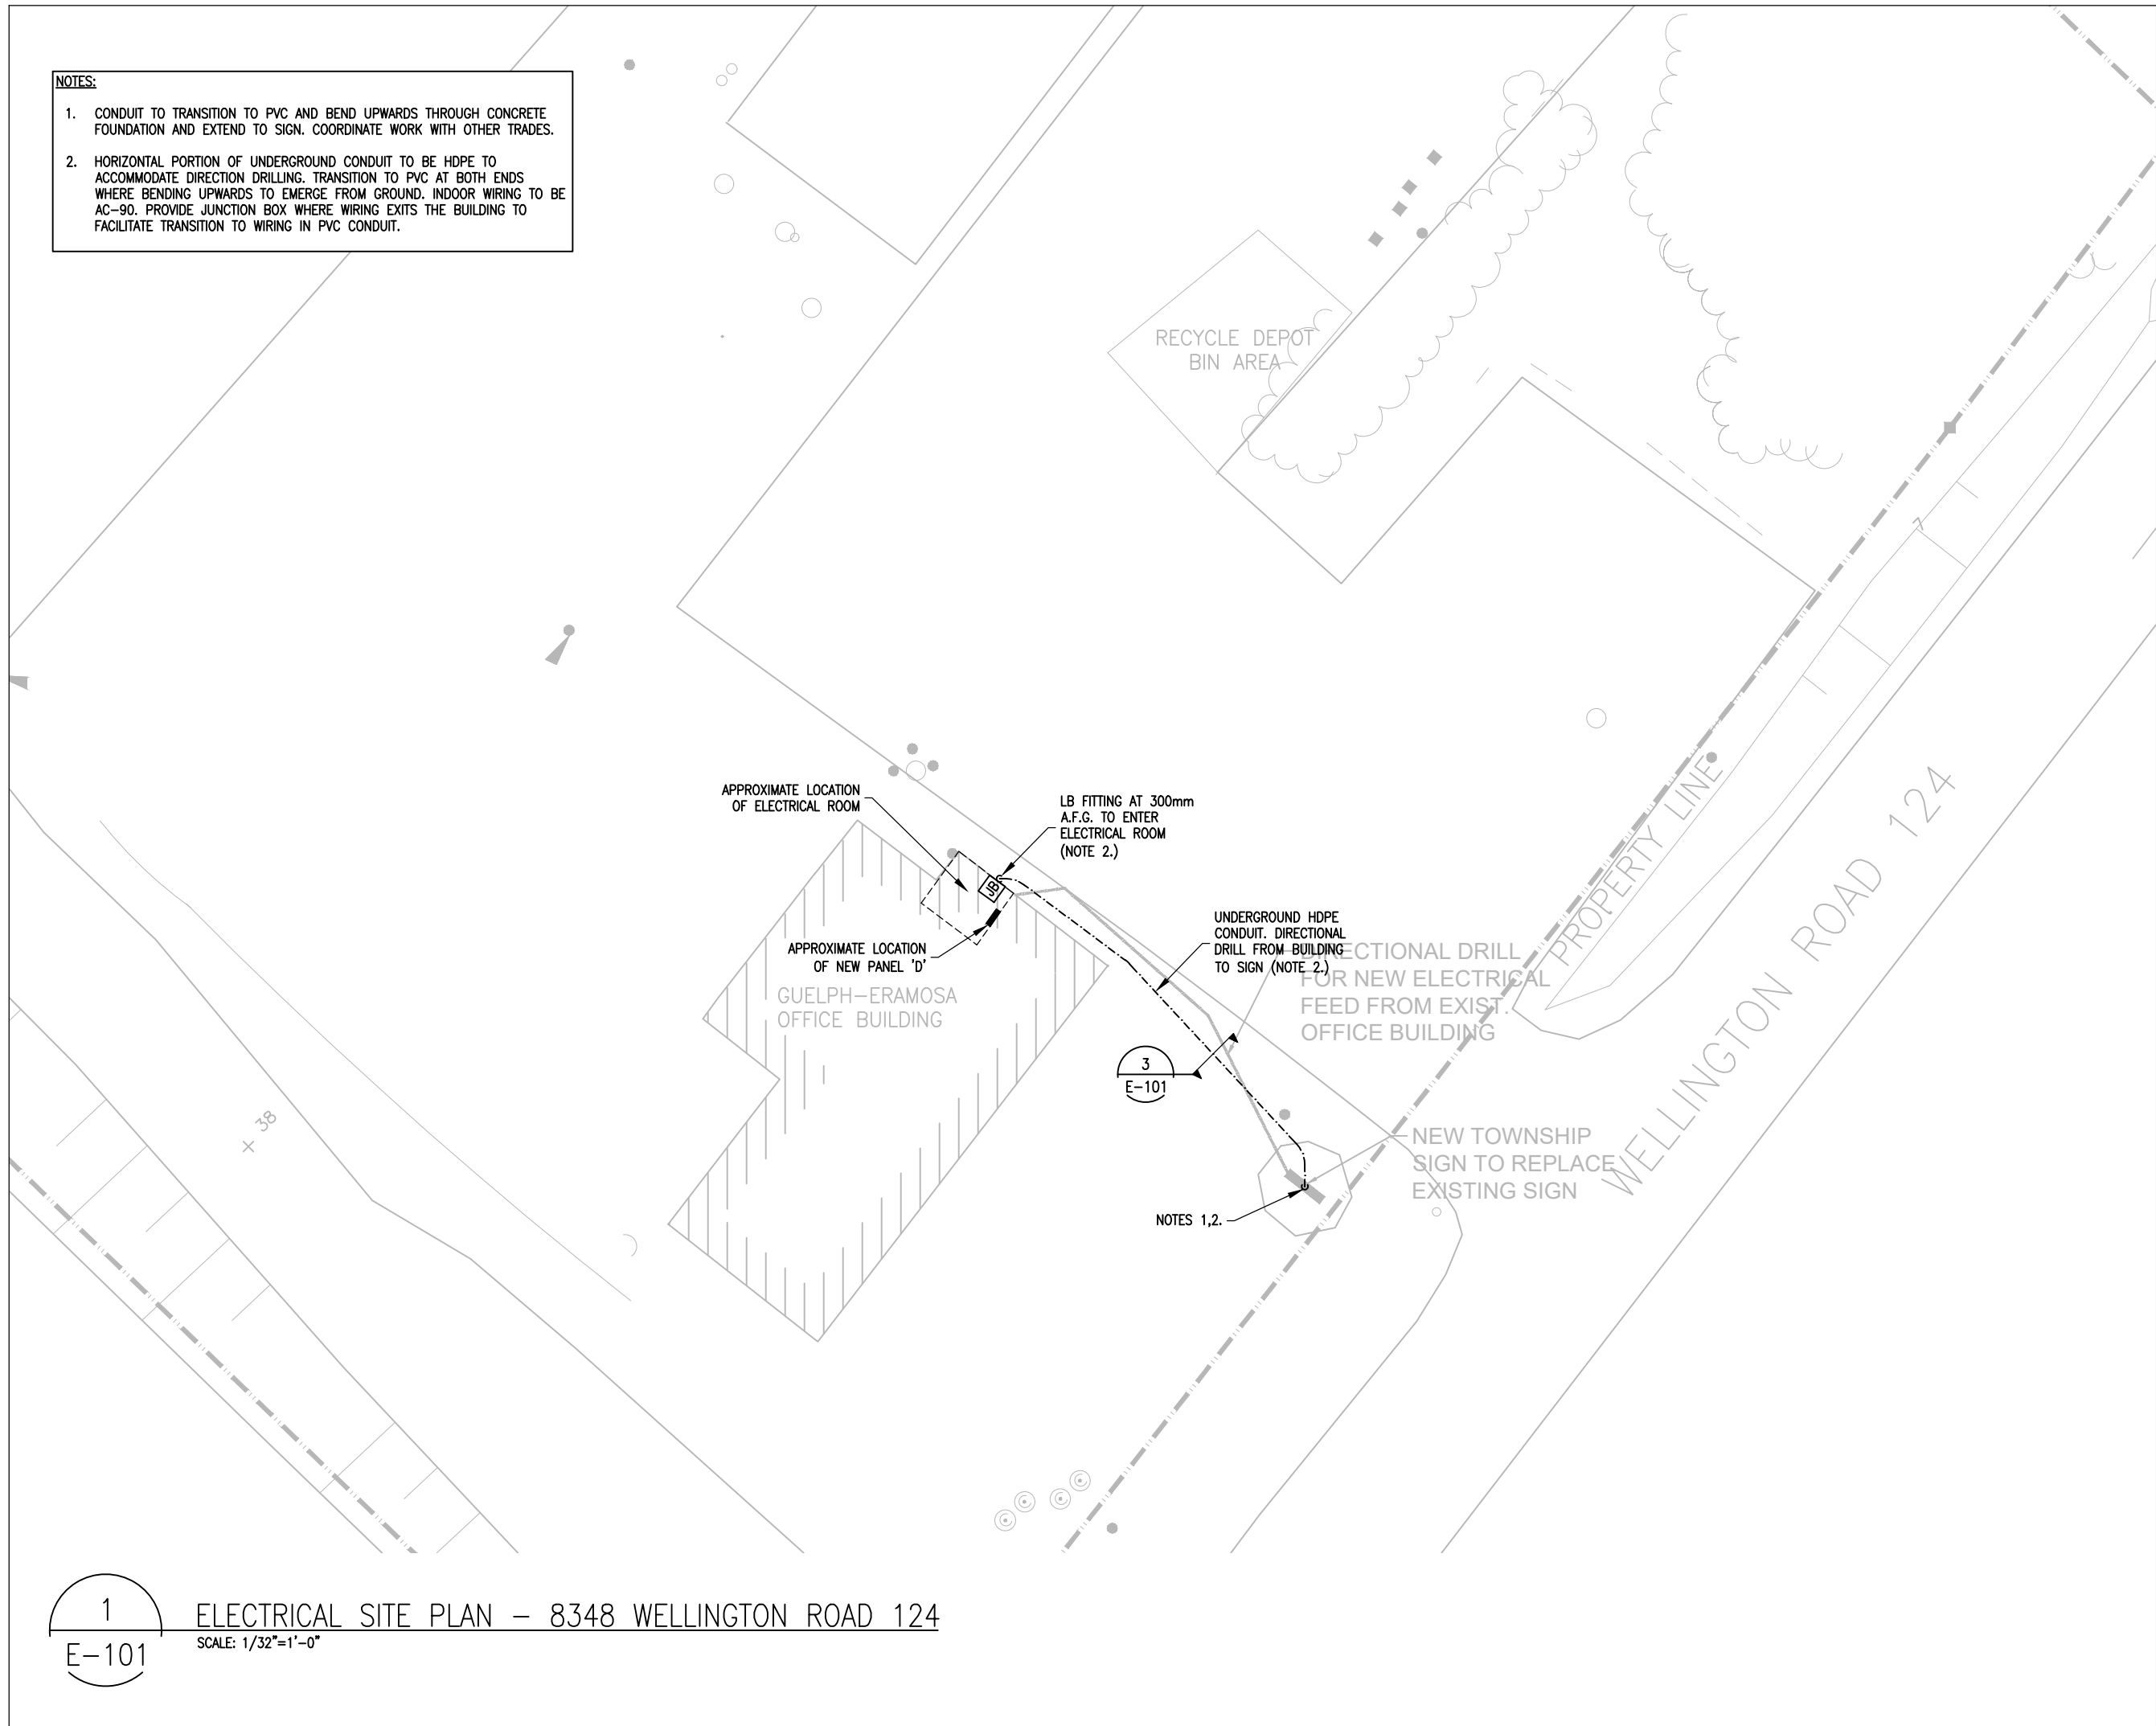 NOTES:
1. CONDUIT TO TRANSITION TO PVC AND BEND UPWARDS THROUGH CONCRETE
FOUNDATION AND EXTEND TO SIGN. COORDINATE WORK WITH OTHER TRADES.
2. HORIZONTAL PORTION OF UNDERGROUND CONDUIT TO BE HDPE TO
ACCOMMODATE DIRECTION DRILLING. TRANSITION TO PVC AT BOTH ENDS
WHERE BENDING UPWARDS TO EMERGE FROM GROUND. INDOOR WIRING TO BE
AC-90. PROVIDE JUNCTION BOX WHERE WIRING EXITS THE BUILDING TO
FACILITATE TRANSITION TO WIRING IN PVC CONDUIT.
RECYCLE DEPOT
BIN AREA
APPROXIMATE LOCATION
OF ELECTRICAL ROOM
LB FITTING AT 300mm
A.F.G. TO ENTER
ELECTRICAL ROOM
(NOTE 2.)
JB
APPROXIMATE LOCATION
OF NEW PANEL 'D'
GUELPH-ERAMOSA
OFFICE BUILDING
UNDERGROUND HDPE
CONDUIT. DIRECTIONAL
DRILL FROM BUILDING
TO SIGN (NOTE 2.)
DIRECTIONAL DRILL
FOR NEW ELECTRICAL
FEED FROM EXIST.
OFFICE BUILDING
PROPERTY LINE
WELLINGTON ROAD 124
7
3
E-101
38
NEW TOWNSHIP
SIGN TO REPLACE
EXISTING SIGN
NOTES 1,2.
1
E-101
ELECTRICAL SITE PLAN - 8348 WELLINGTON ROAD 124
SCALE: 1/32"=1'-0"